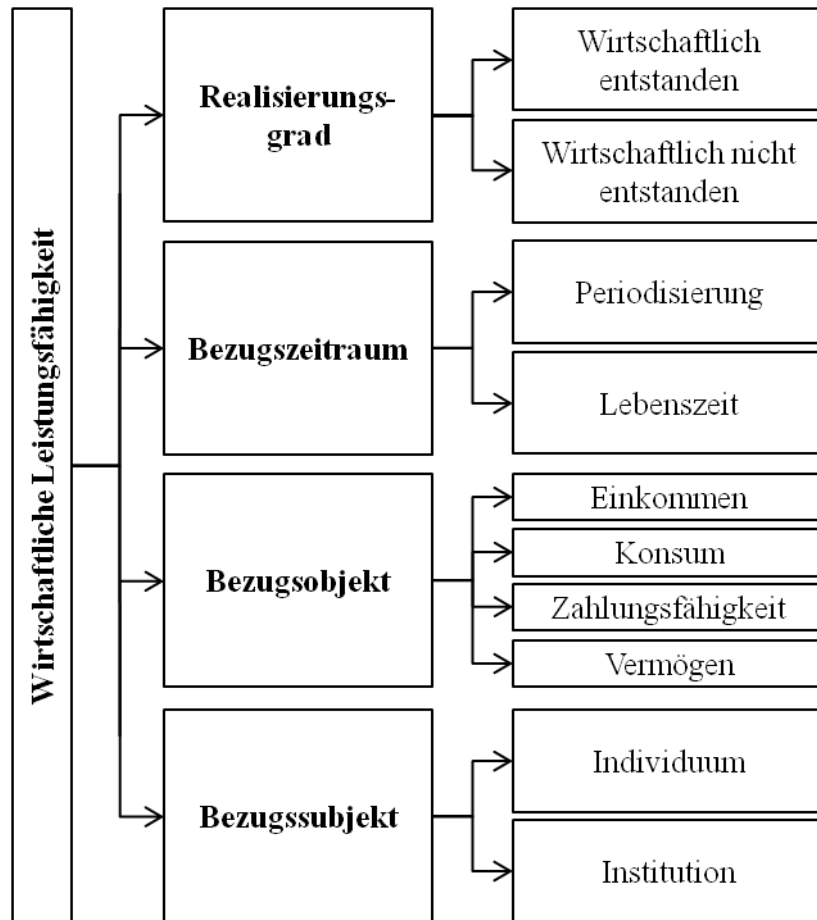 Wirtschaftliche Leistungsfähigkeit
Realisierungs-
grad
Wirtschaftlich
entstanden
Wirtschaftlich nicht
entstanden
Bezugszeitraum
Periodisierung
Lebenszeit
Bezugsobjekt
Einkommen
Konsum
Zahlungsfähigkeit
Vermögen
Bezugssubjekt
Individuum
Institution